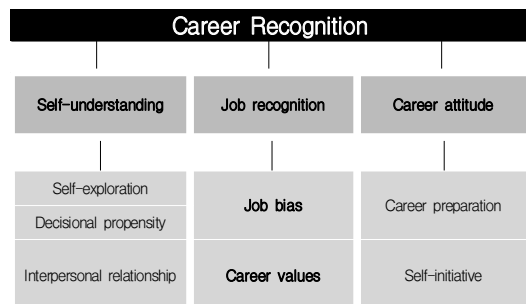 Career Recognition
Self-understanding
Job recognition
Career attitude
Self-exploration
Decisional propensity
Interpersonal relationship
Job bias
Career values
Career preparation
Self-initiative